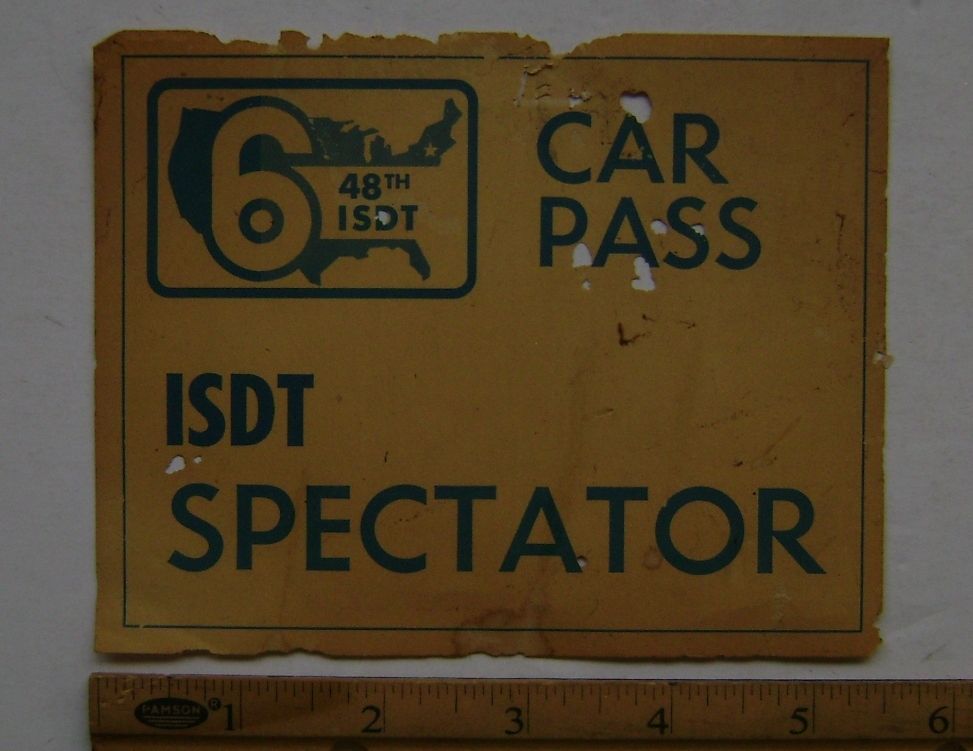 6
48TH
ISDT
CAR
PASS
ISDT
SPECTATOR
PAMSON® 1 2 3 4 5 6